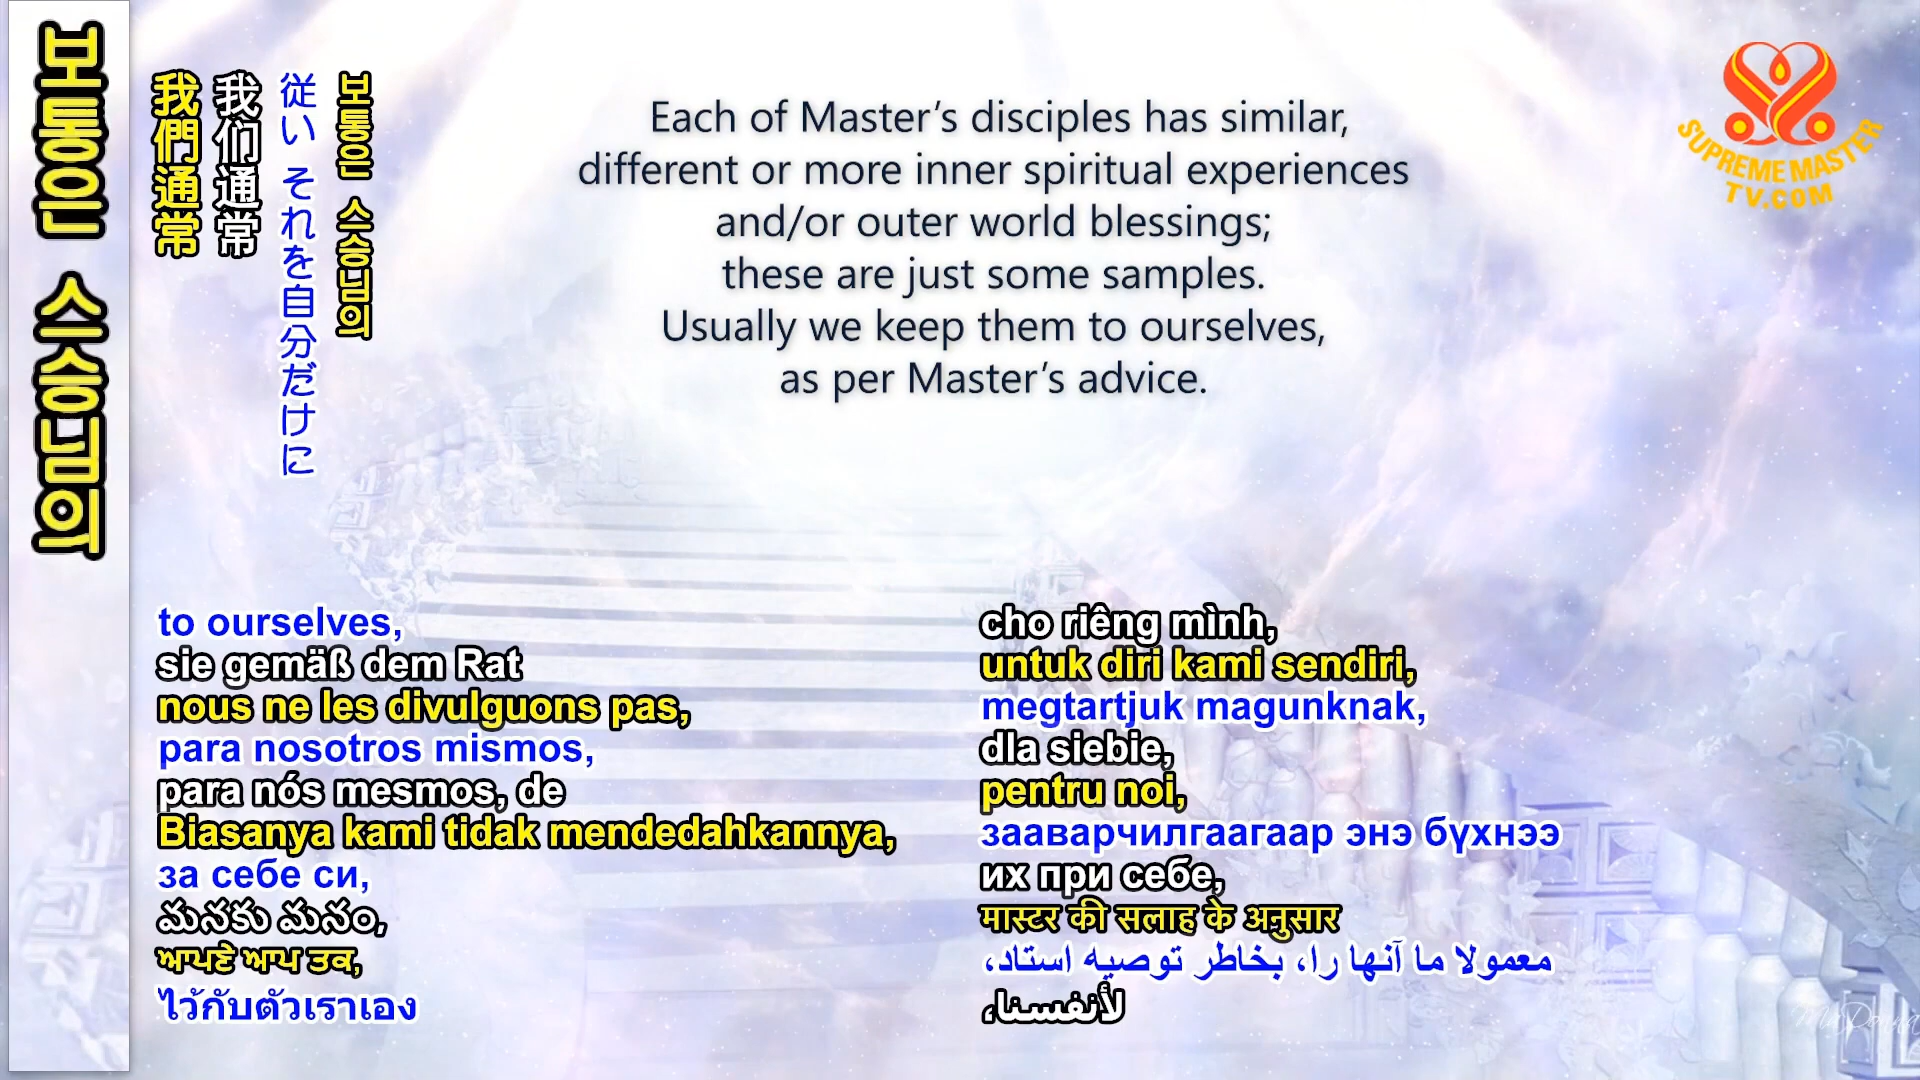 보통은 스승님의
我們通常
我们通常
従い それを自分だけに
보통은 스승님의
Each of Master’s disciples has similar,
different or more inner spiritual experiences
and/or outer world blessings;
these are just some samples.
Usually we keep them to ourselves,
as per Master’s advice.
SUPREME MASTER
TV.COM
to ourselves,
sie gemäß dem Rat
nous ne les divulguons pas,
para nosotros mismos,
para nós mesmos, de
Biasanya kami tidak mendedahkannya,
за себе си,
మనకు మనం,
ਆਪਣੇ ਆਪ ਤਕ,
ไว้กับตัวเราเอง
cho riêng mình,
untuk diri kami sendiri,
megtartjuk magunknak,
dla siebie,
pentru noi,
зааварчилгаагаар энэ бүхнээ
их при себе,
मास्टर की सलाह के अनुसार
معمولا ما آنها را، بخاطر توصیه استاد،
لأنفسنا،